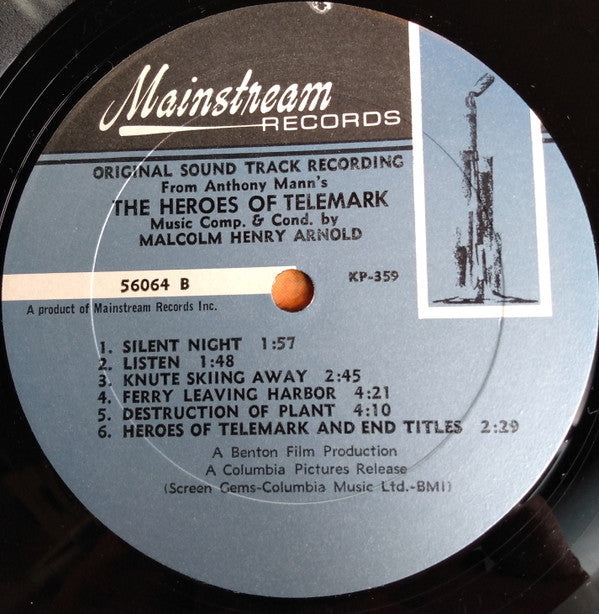 Mainstream
RECORDS
ORIGINAL SOUND TRACK RECORDING
From Anthony Mann's
THE HEROES OF TELEMARK
Music Comp. & Cond. by
MALCOLM HENRY ARNOLD
56064 B
KP-359
A product of Mainstream Records Inc.
1. SILENT NIGHT 1:57
2. LISTEN 1:48
3. KNUTE SKIING AWAY 2:45
4. FERRY LEAVING HARBOR 4:21
5. DESTRUCTION OF PLANT 4:10
6. HEROES OF TELEMARK AND END TITLES 2:29
A Benton Film Production
A Columbia Pictures Release
(Screen Gems-Columbia Music Ltd.-BMI)